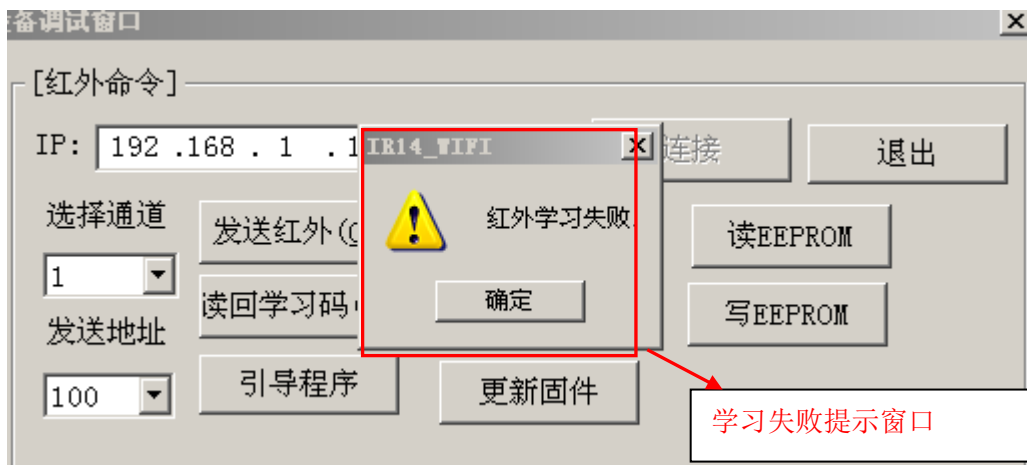 备调试窗口
[红外命令]
IP: 192 .168 . 1 . 1
连接
退出
IR14_WIFI
红外学习失败.
确定
选择通道
1
发送红外(
读EEPROM
读回学习码
写EEPROM
发送地址
100
引导程序
更新固件
学习失败提示窗口